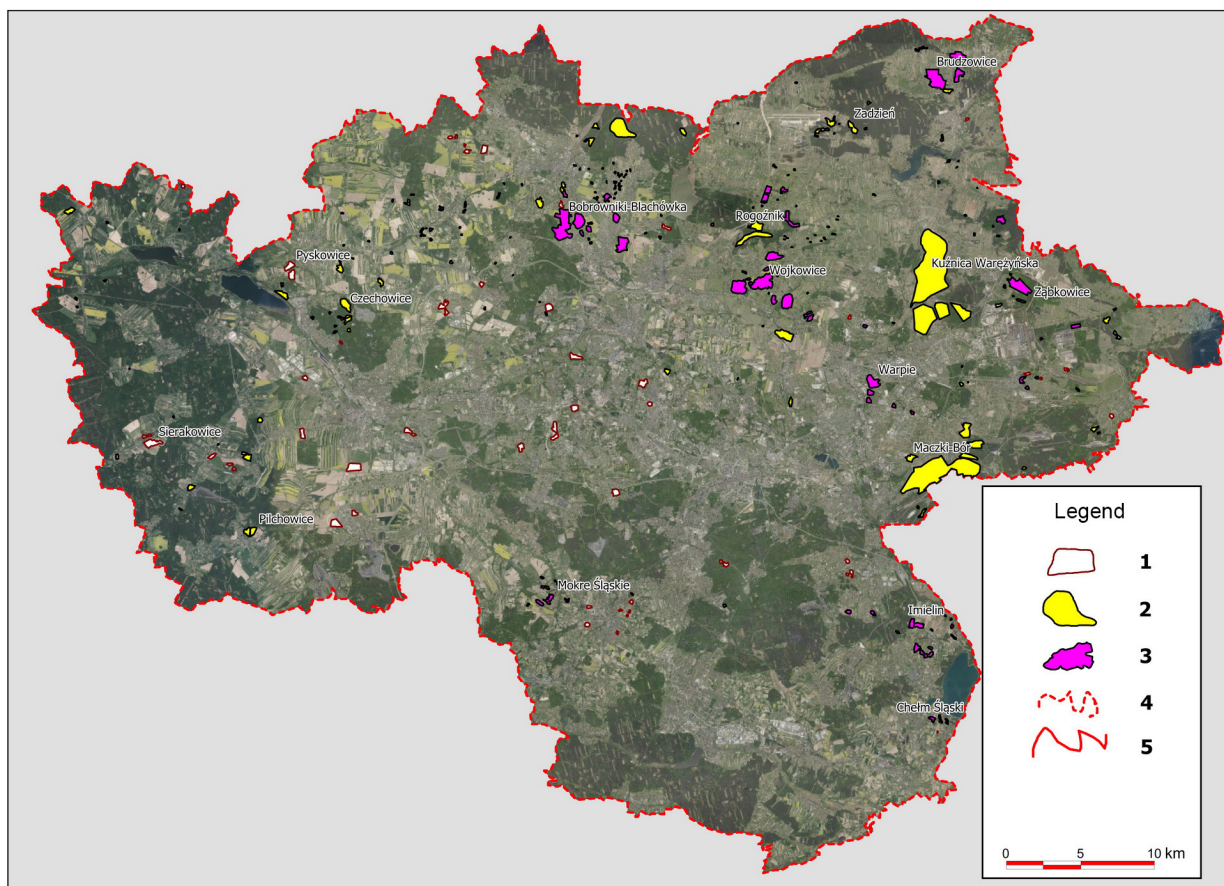 Brudzowice
Zadzień
Bobrowniki-Blachówka
Rogoźnik
Pyskowice
Kuźnica Warężyńska
Wojkowice
Ząbkowice
Czechowice
Warpie
Sierakowice
Maczki-Bór
Pilchowice
Mokre Śląskie
Imielin
Chełm Śląski
Legend
1
2
3
4
5
0 5 10 km